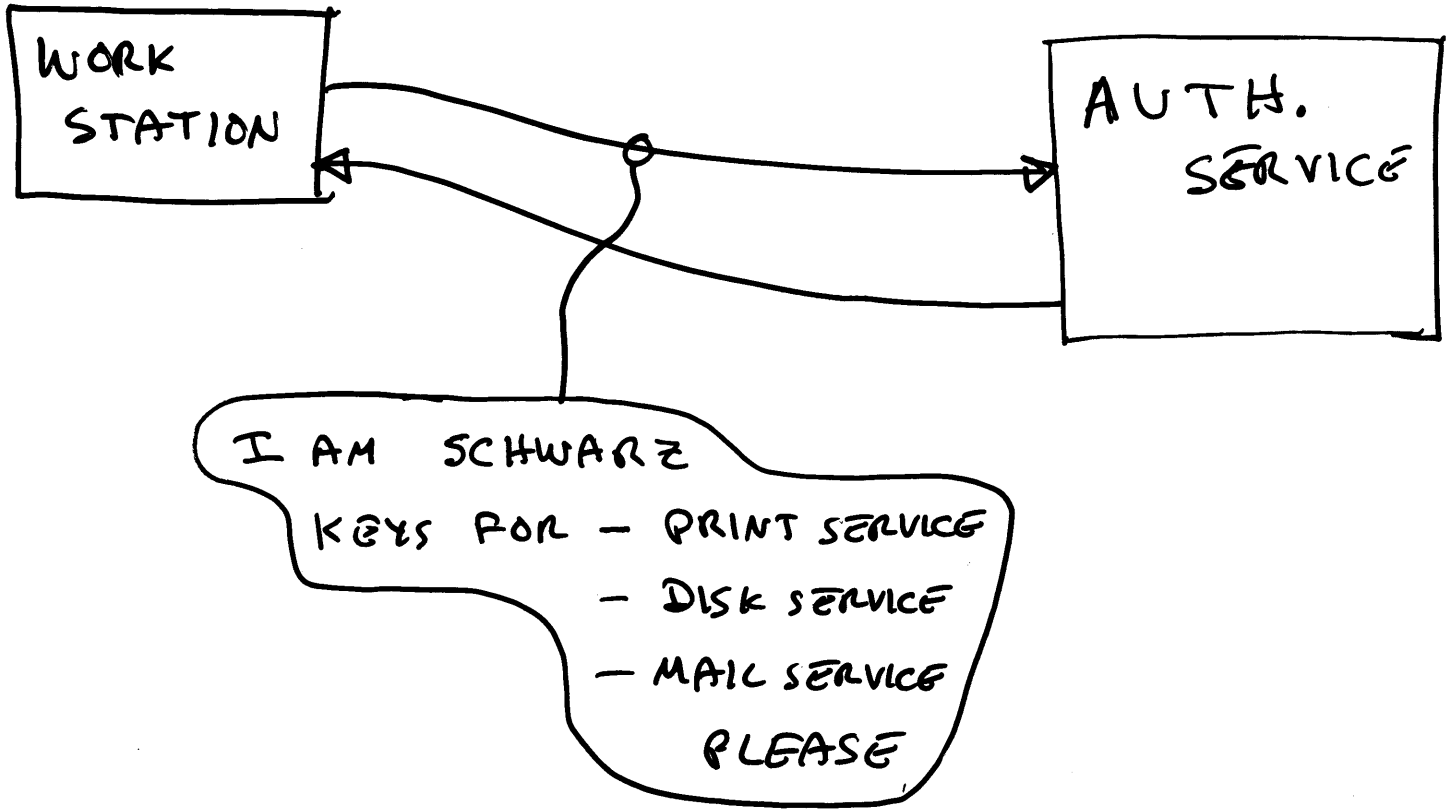 WORK
STATION
AUTH.
SERVICE
I AM SCHWARZ
KEYS FOR – PRINT SERVICE
– DISK SERVICE
– MAIL SERVICE
PLEASE